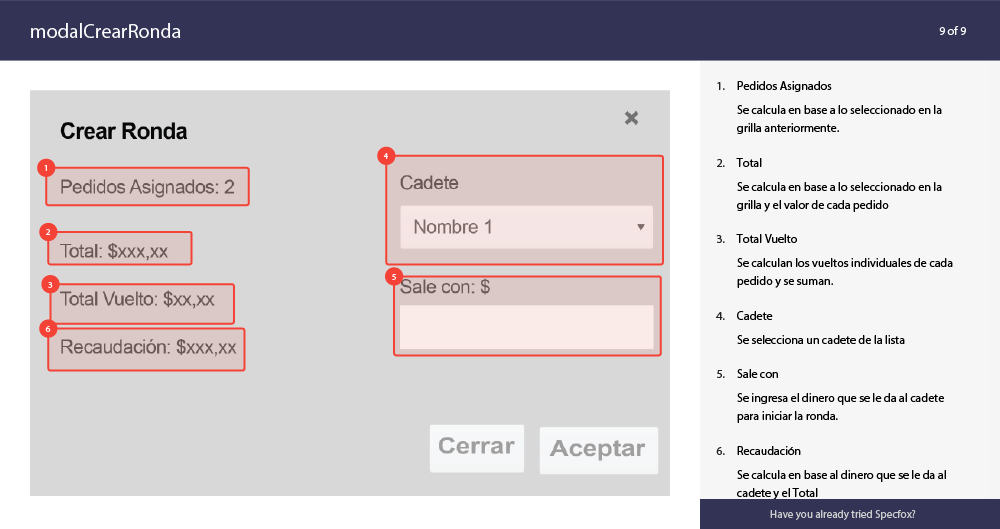 modalCrearRonda
9 of 9
Crear Ronda
1
Pedidos Asignados: 2
2
Total: $xxx,xx
3
Total Vuelto: $xx,xx
6
Recaudación: $xxx,xx
4
Cadete
Nombre 1
5
Sale con: $
Cerrar
Aceptar
1. Pedidos Asignados
Se calcula en base a lo seleccionado en la
grilla anteriormente.
2. Total
Se calcula en base a lo seleccionado en la
grilla y el valor de cada pedido
3. Total Vuelto
Se calculan los vueltos individuales de cada
pedido y se suman.
4. Cadete
Se selecciona un cadete de la lista
5. Sale con
Se ingresa el dinero que se le da al cadete
para iniciar la ronda.
6. Recaudación
Se calcula en base al dinero que se le da al
cadete y el Total
Have you already tried Specfox?